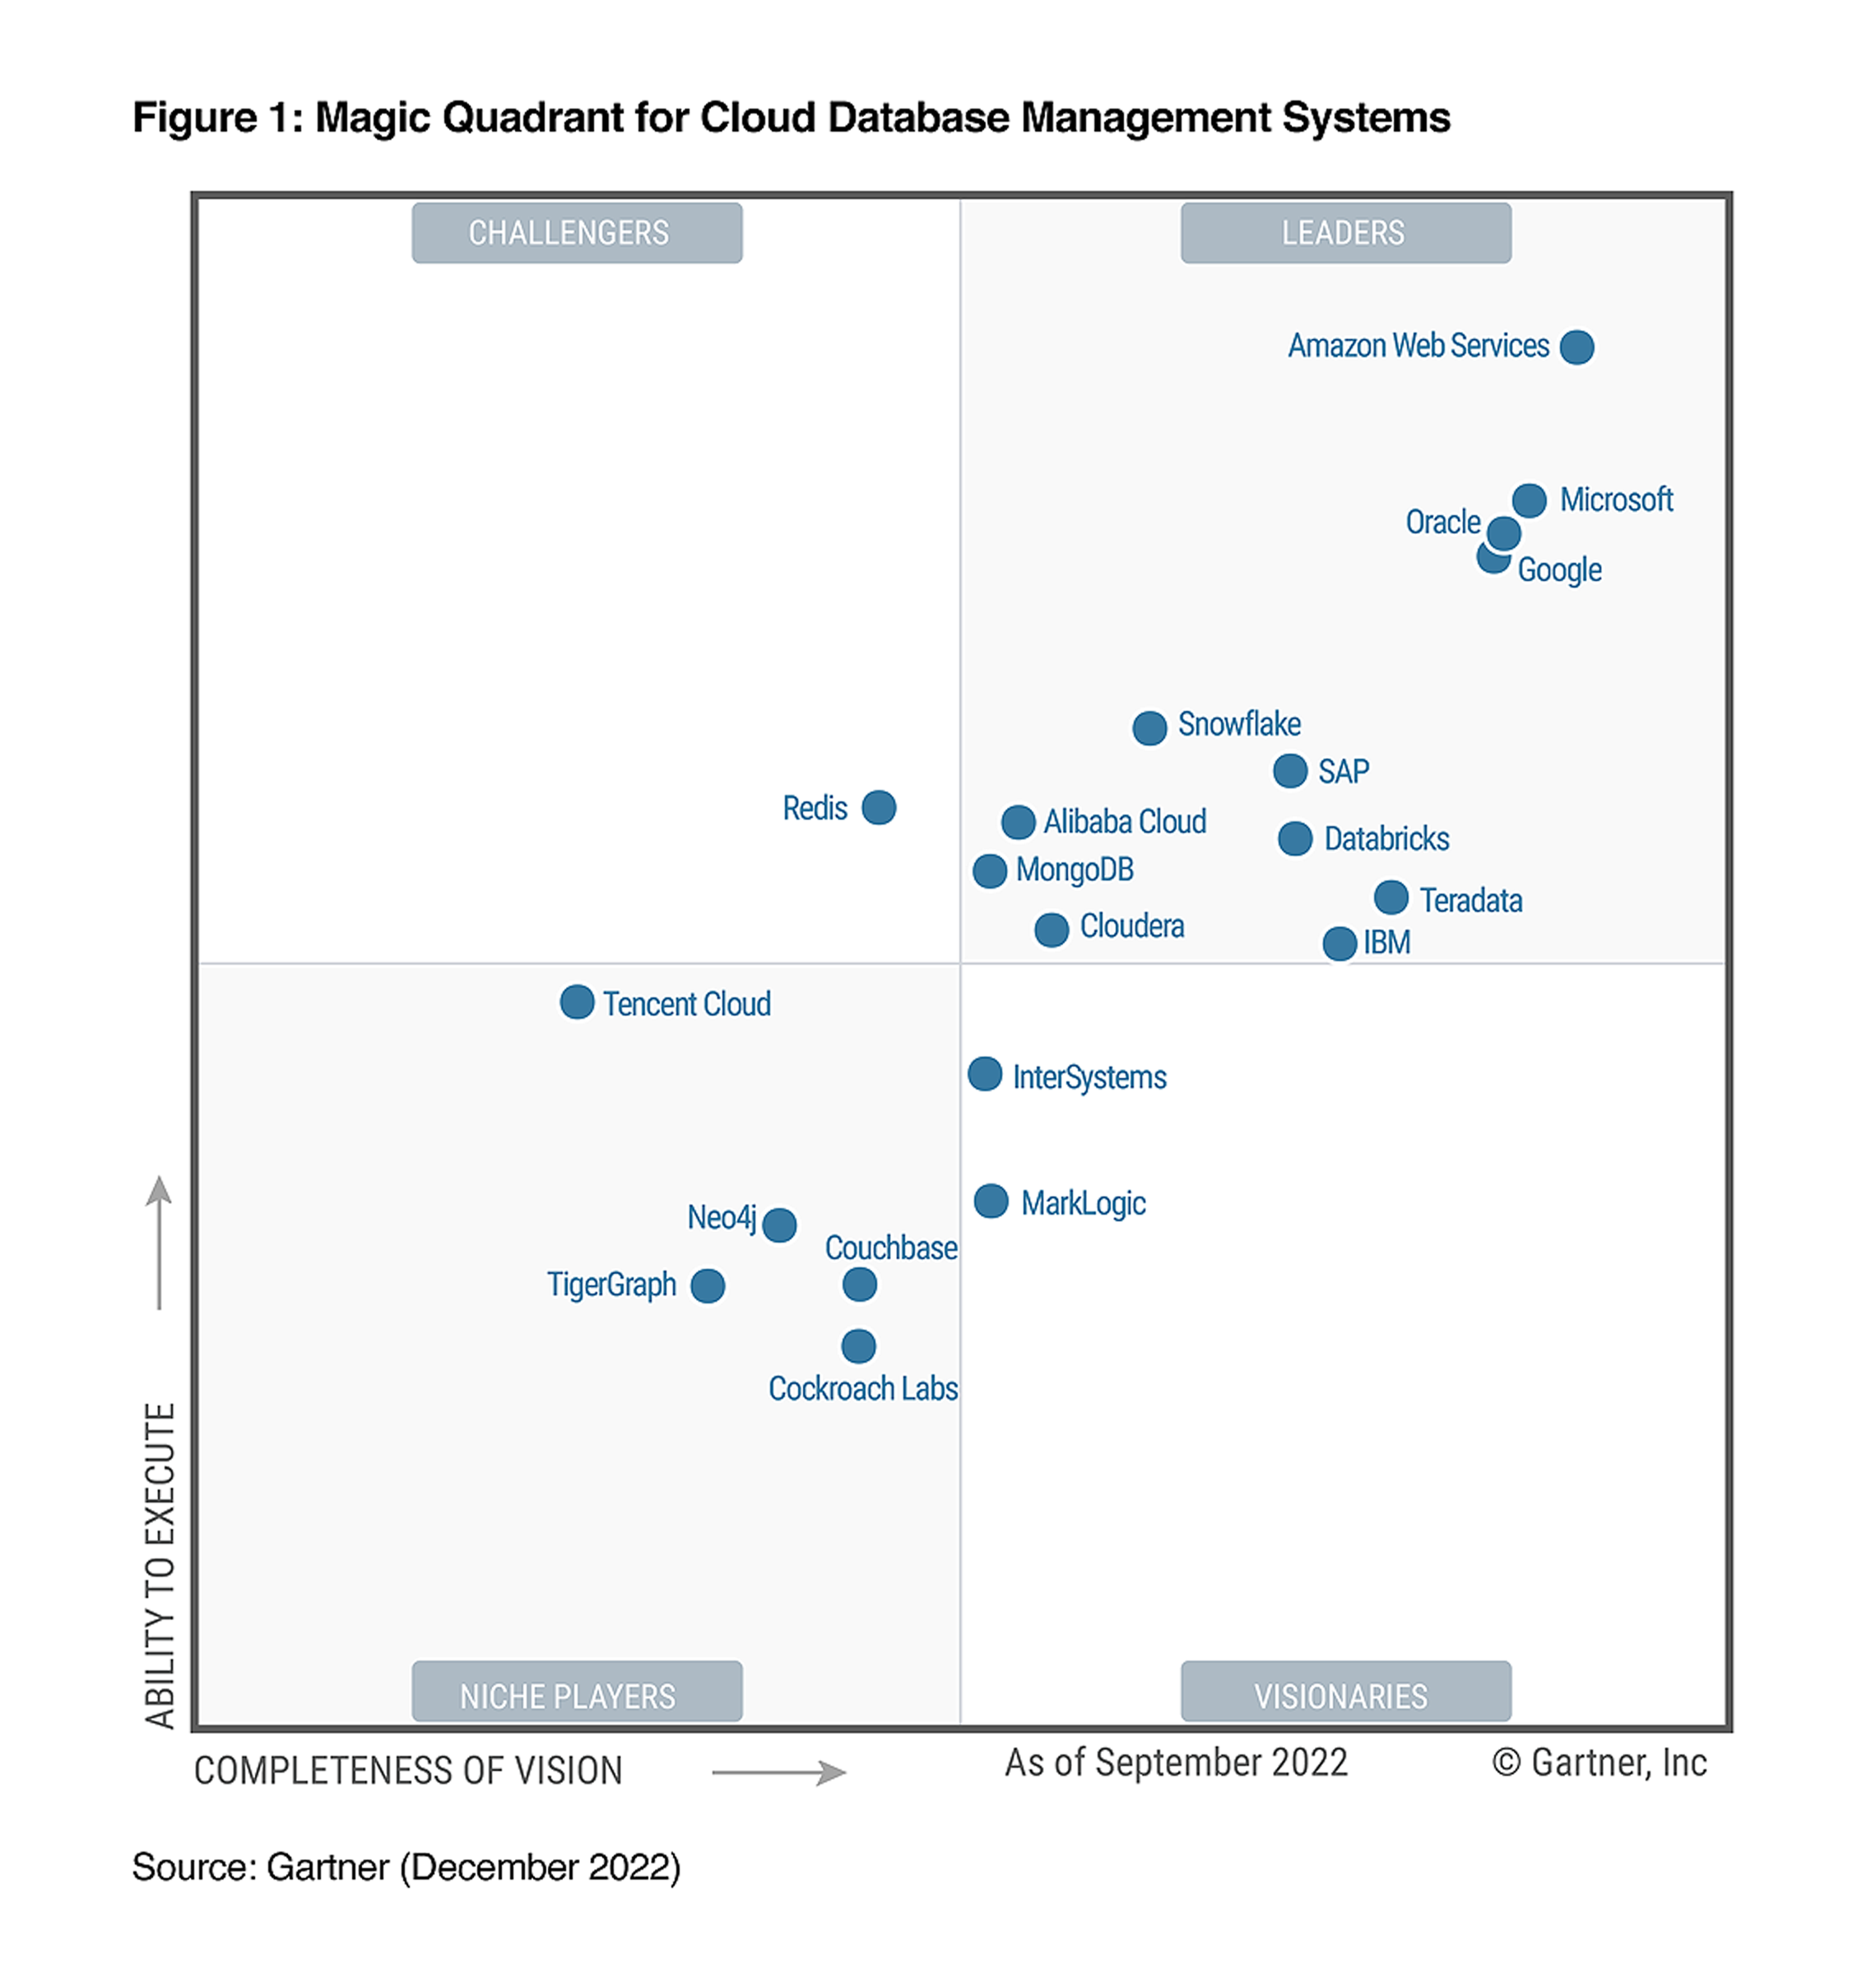 Figure 1: Magic Quadrant for Cloud Database Management Systems
CHALLENGERS
LEADERS
Amazon Web Services
Microsoft
Oracle
Google
Snowflake
SAP
Redis
Alibaba Cloud
Databricks
MongoDB
Teradata
Cloudera
IBM
Tencent Cloud
InterSystems
MarkLogic
Neo4j
Couchbase
TigerGraph
Cockroach Labs
NICHE PLAYERS
VISIONARIES
ABILITY TO EXECUTE
COMPLETENESS OF VISION
As of September 2022
© Gartner, Inc
Source: Gartner (December 2022)